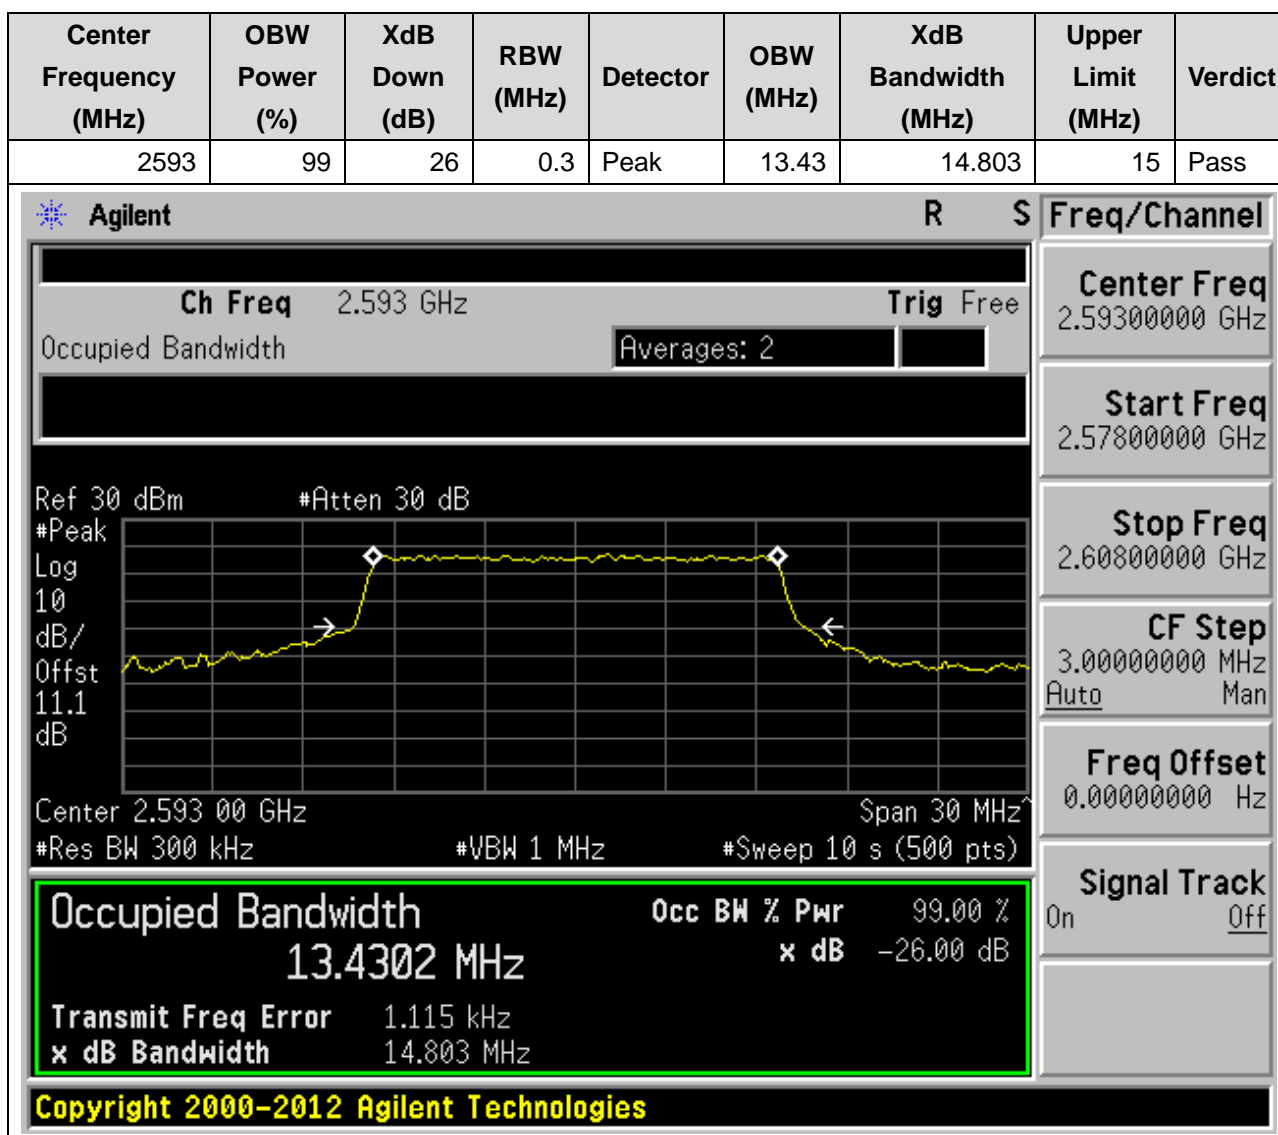 Center Frequency (MHz) OBW Power (%) XdB Down (dB) RBW (MHz) Detector OBW (MHz) XdB Bandwidth (MHz) Upper Limit (MHz) Verdict
2593 99 26 0.3 Peak 13.43 14.803 15 Pass
Agilent R S Freq/Channel
Ch Freq 2.593 GHz Trig Free
Occupied Bandwidth Averages: 2
Center Freq
2.59300000 GHz
Start Freq
2.57800000 GHz
Stop Freq
2.60800000 GHz
CF Step
3.00000000 MHz
Auto Man
Freq Offset
0.00000000 Hz
Signal Track
On Off
Ref 30 dBm #Atten 30 dB
#Peak
Log
10
dB/
Offst
11.1
dB
Center 2.593 00 GHz Span 30 MHz^
#Res BW 300 kHz #VBW 1 MHz #Sweep 10 s (500 pts)
Occupied Bandwidth Occ BW % Pwr 99.00 %
13.4302 MHz x dB -26.00 dB
Transmit Freq Error 1.115 kHz
x dB Bandwidth 14.803 MHz
Copyright 2000-2012 Agilent Technologies